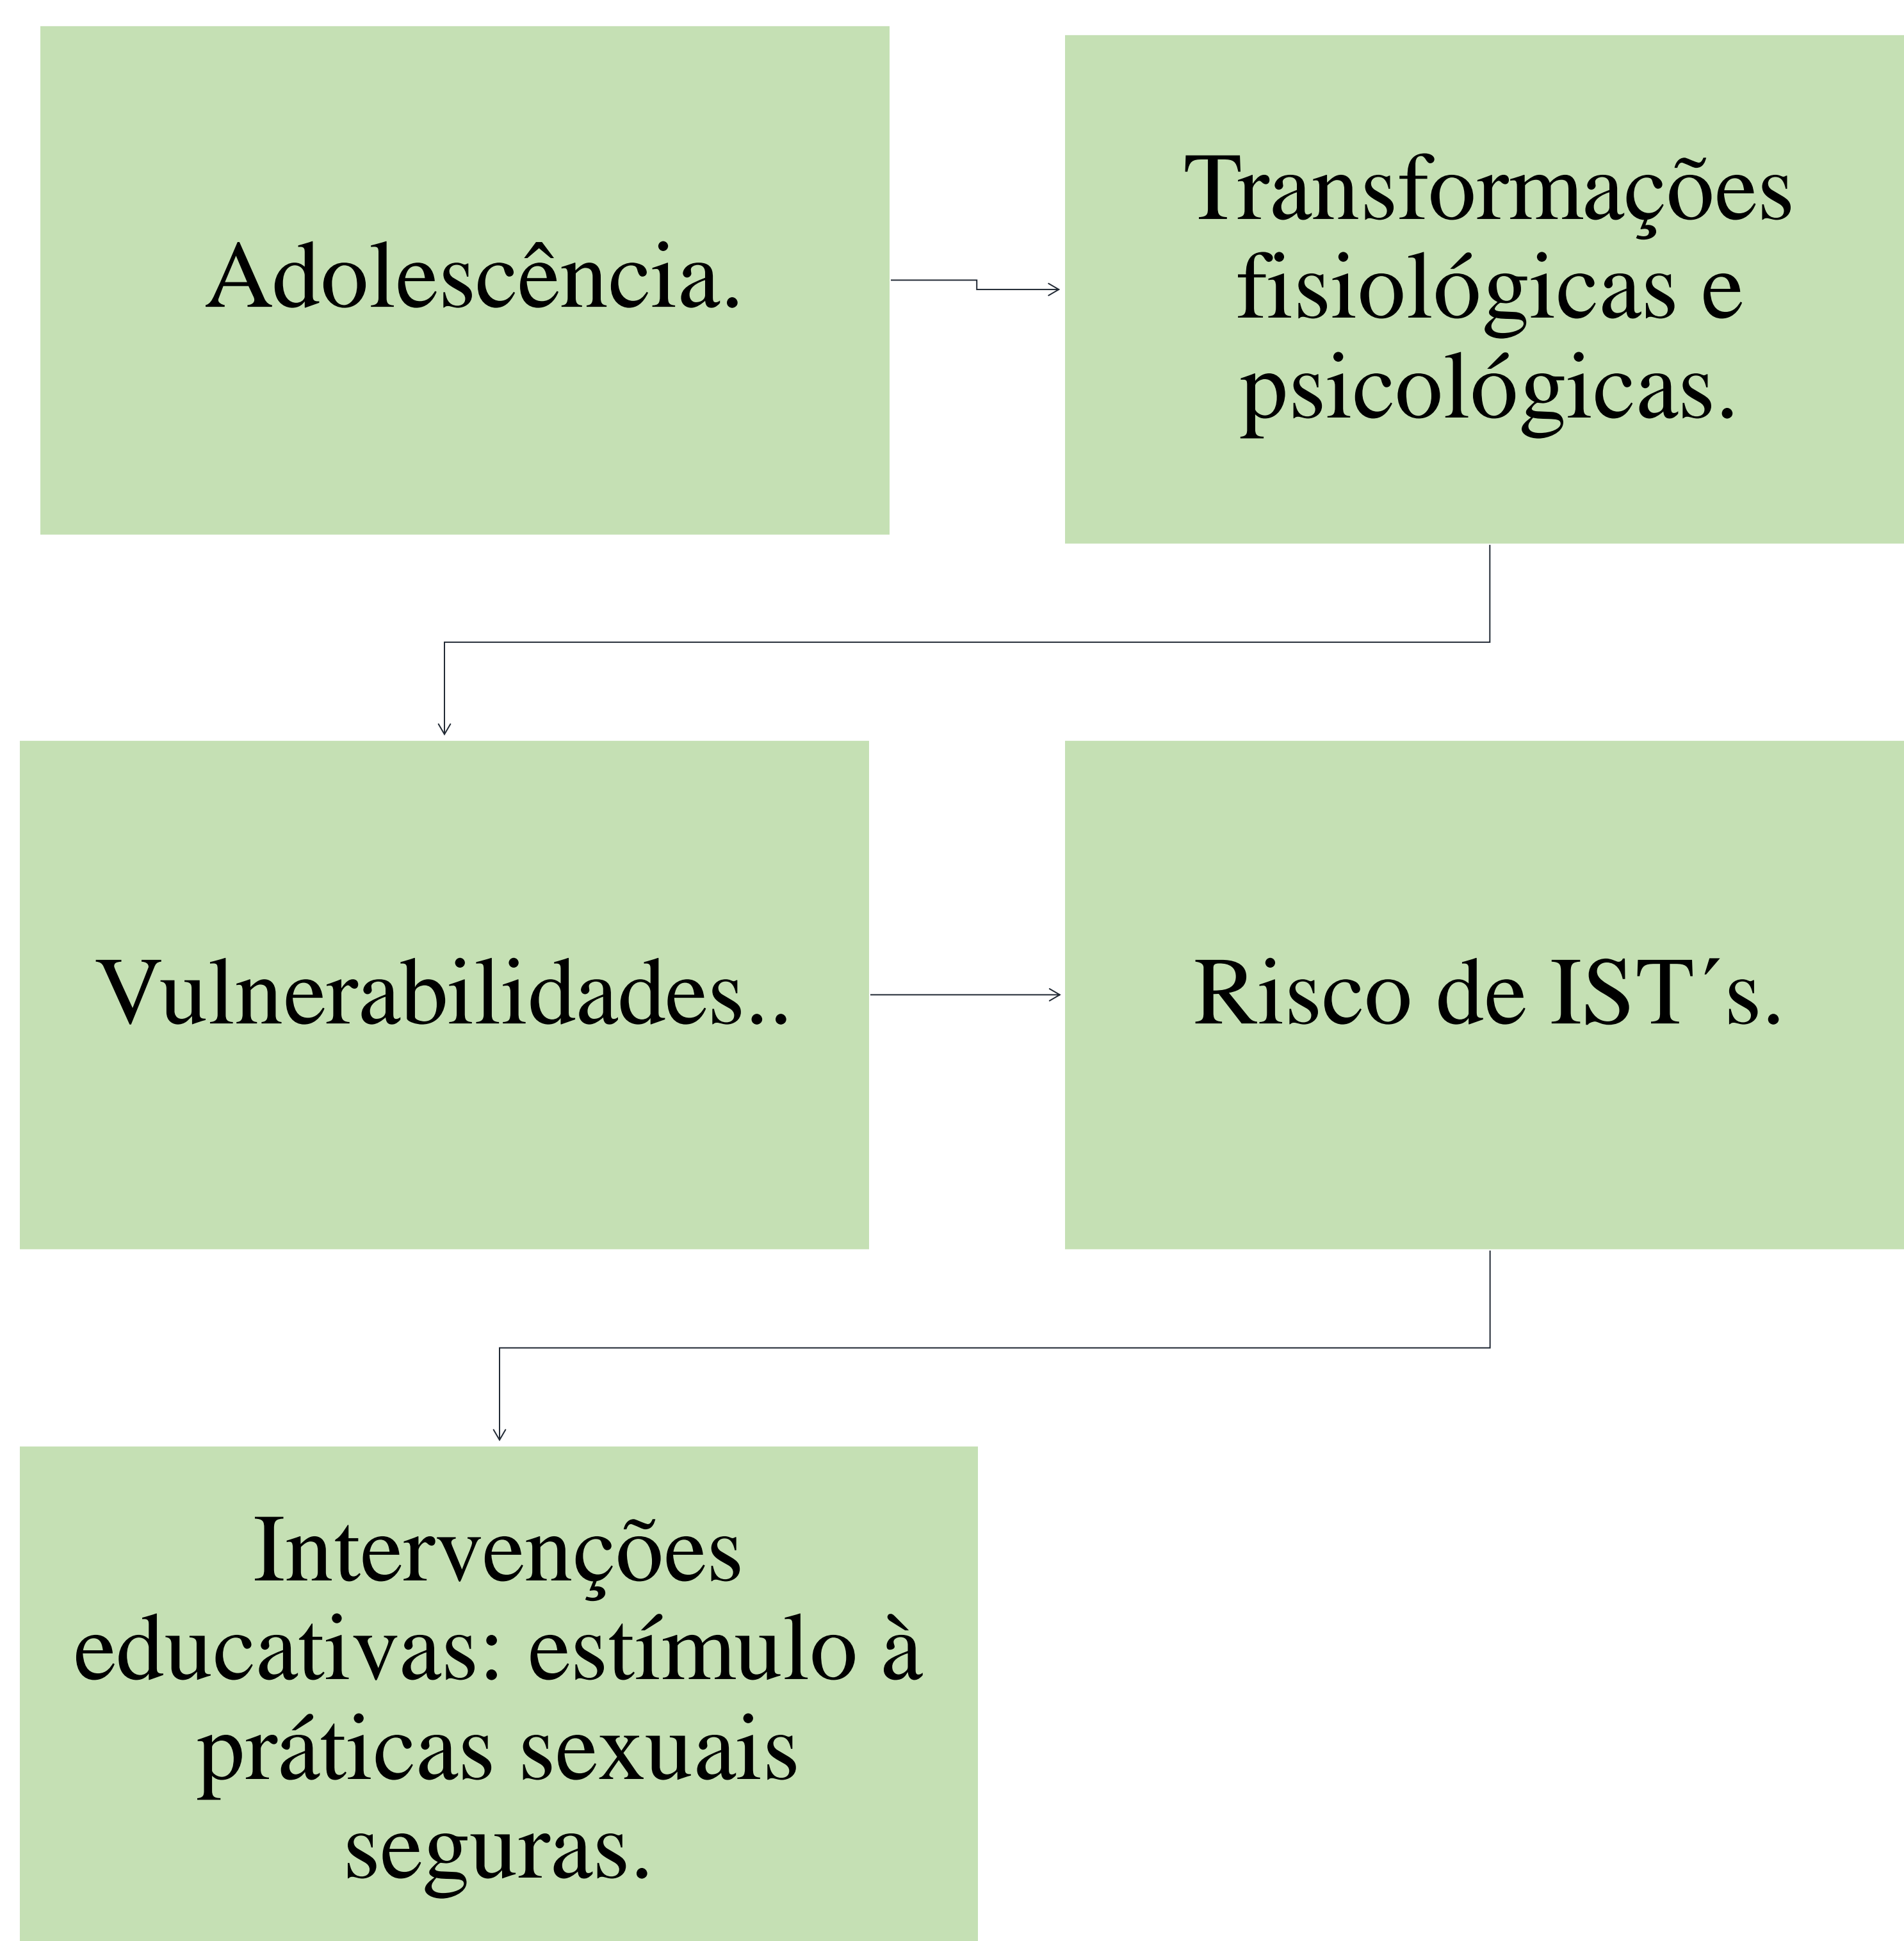 Adolescência.
Transformações
fisiológicas e
psicológicas.
Vulnerabilidades. .
Risco de IST´s.
Intervenções
educativas: estímulo à
práticas sexuais
seguras.